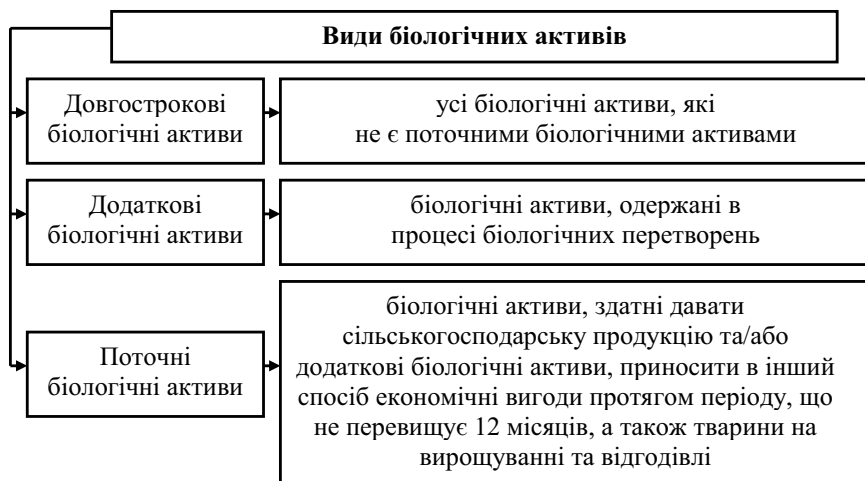 Види біологічних активів
Довгострокові
біологічні активи
усі біологічні активи, які
не є поточними біологічними активами
Додаткові
біологічні активи
біологічні активи, одержані в
процесі біологічних перетворень
Поточні
біологічні активи
біологічні активи, здатні давати
сільськогосподарську продукцію та/або
додаткові біологічні активи, приносити в інший
спосіб економічні вигоди протягом періоду, що
не перевищує 12 місяців, а також тварини на
вирощуванні та відгодівлі